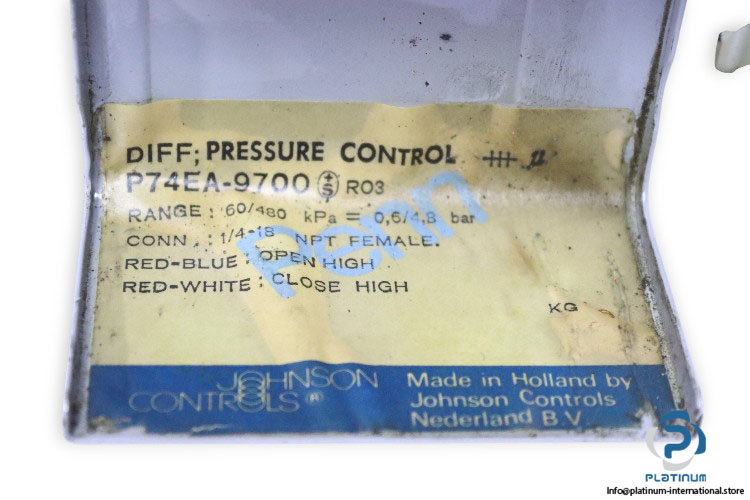 DIFF; PRESSURE CONTROL
P74EA-9700 R03
RANGE : 60/480 kPa = 0,6/4,8 bar
CONN. : 1/4-18 NPT FEMALE.
RED-BLUE : OPEN HIGH
RED-WHITE : CLOSE HIGH
Penn
KG
JOHNSON
CONTROLS®
Made in Holland by
Johnson Controls
Nederland B.V.
PLATINUM
Info@platinum-international.store